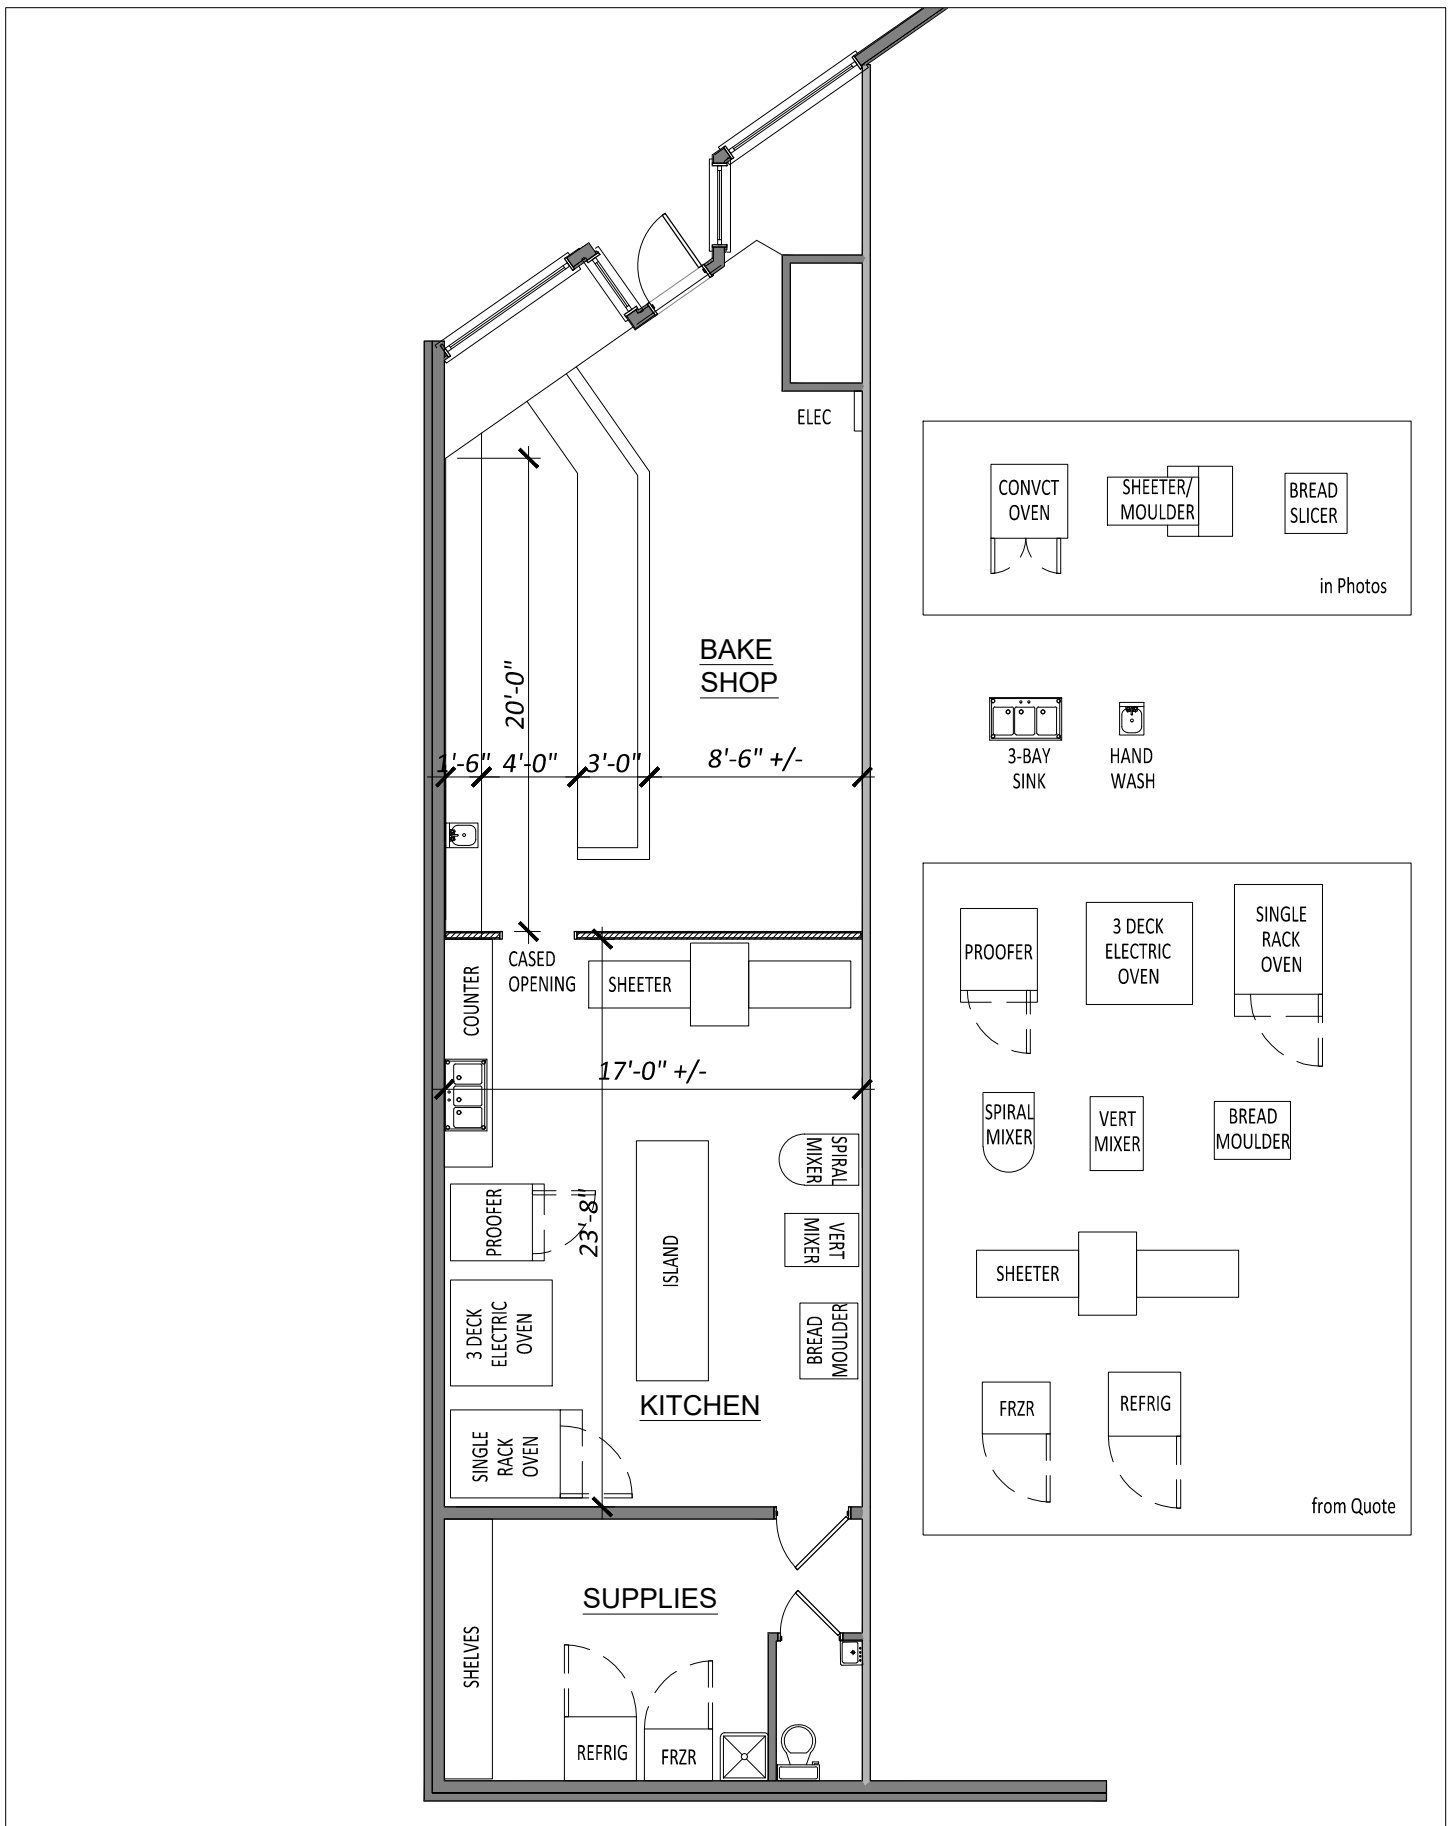 ELEC
BAKE
SHOP
20'-0"
1'-6"
4'-0"
3'-0"
8'-6" +/-
CASED
OPENING
COUNTER
SHEETER
17'-0" +/-
23'-8"
SPIRAL
MIXER
PROOFER
ISLAND
VERT
MIXER
3 DECK
ELECTRIC
OVEN
BREAD
MOULDER
KITCHEN
SINGLE
RACK
OVEN
SUPPLIES
SHELVES
REFRIG
FRZR
CONVCT
OVEN
SHEETER/
MOULDER
BREAD
SLICER
in Photos
3-BAY
SINK
HAND
WASH
PROOFER
3 DECK
ELECTRIC
OVEN
SINGLE
RACK
OVEN
SPIRAL
MIXER
VERT
MIXER
BREAD
MOULDER
SHEETER
FRZR
REFRIG
from Quote